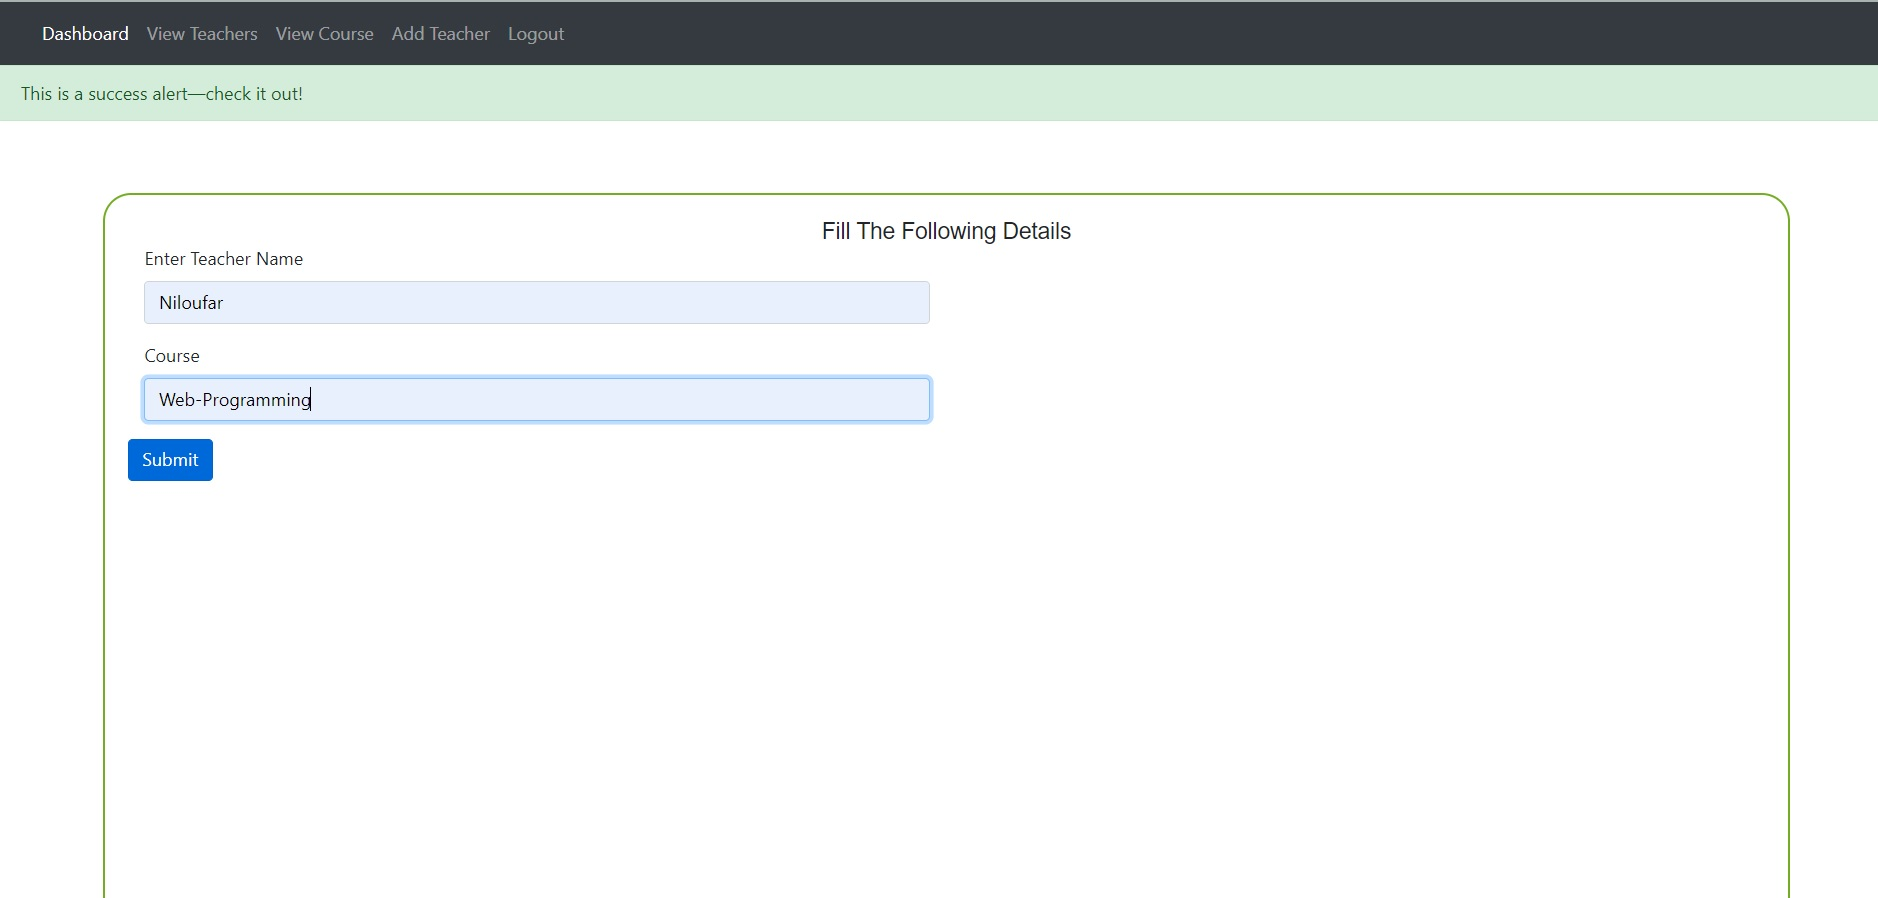 Dashboard View Teachers View Course Add Teacher Logout
This is a success alert—check it out!
Fill The Following Details
Enter Teacher Name
Niloufar
Course
Web-Programming
Submit